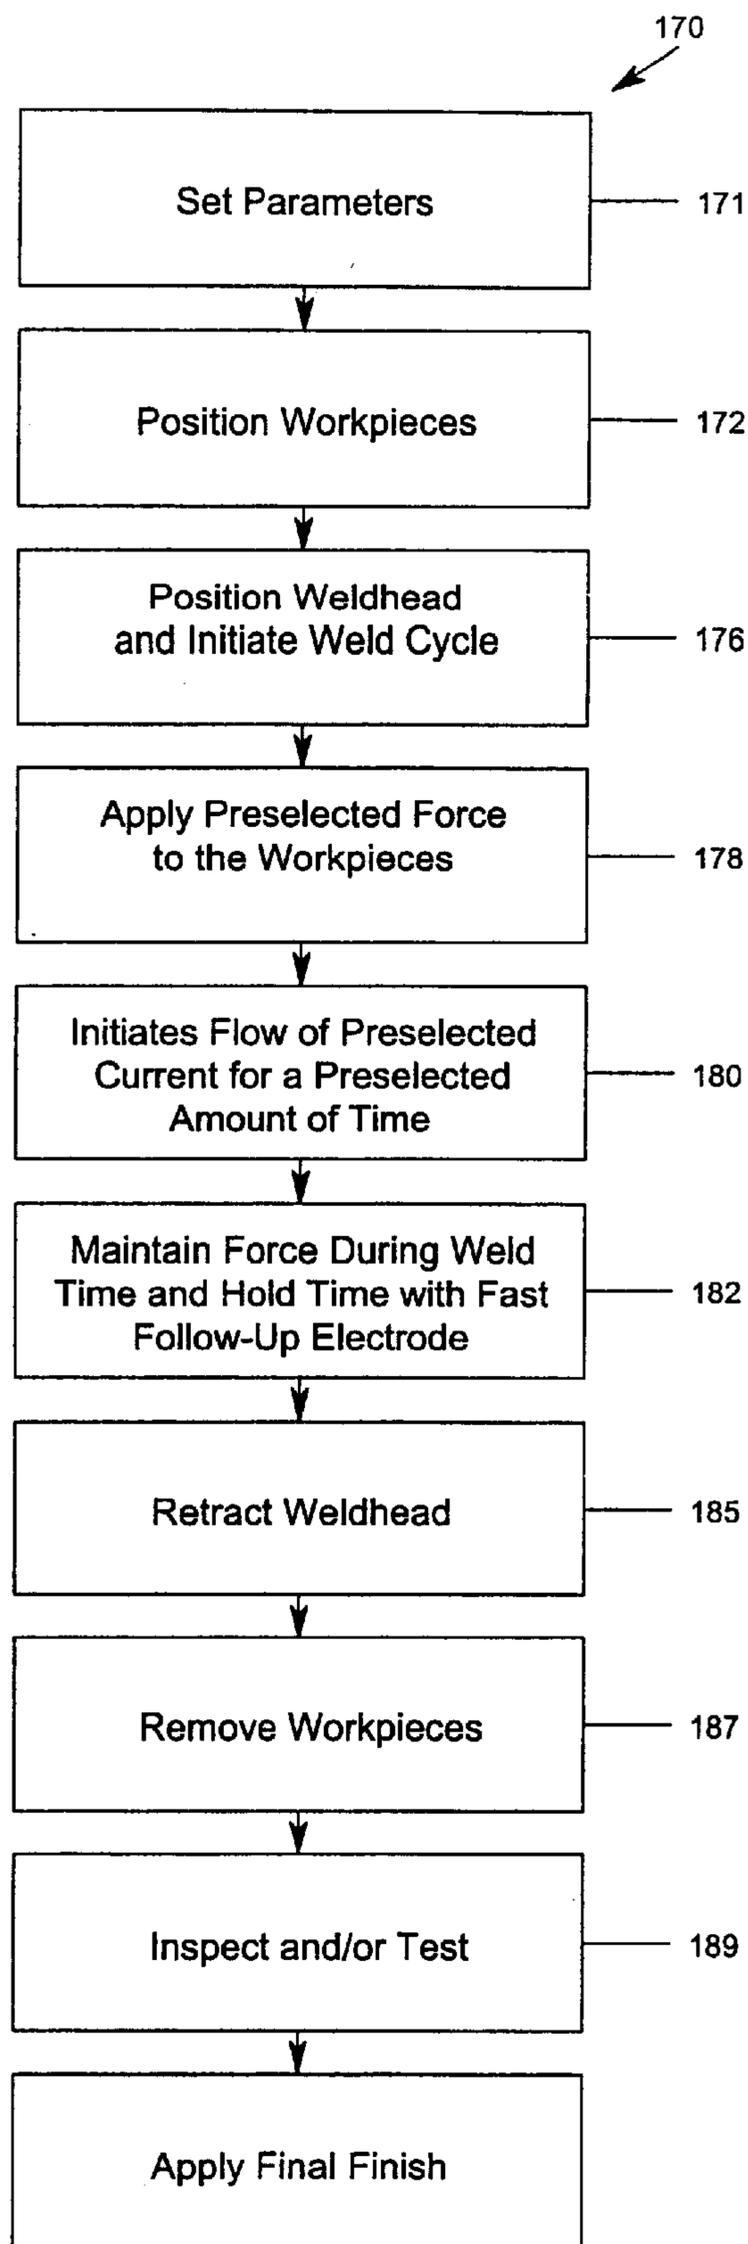 170
Set Parameters
171
Position Workpieces
172
Position Weldhead
and Initiate Weld Cycle
176
Apply Preselected Force
to the Workpieces
178
Initiates Flow of Preselected
Current for a Preselected
Amount of Time
180
Maintain Force During Weld
Time and Hold Time with Fast
Follow-Up Electrode
182
Retract Weldhead
185
Remove Workpieces
187
Inspect and/or Test
189
Apply Final Finish